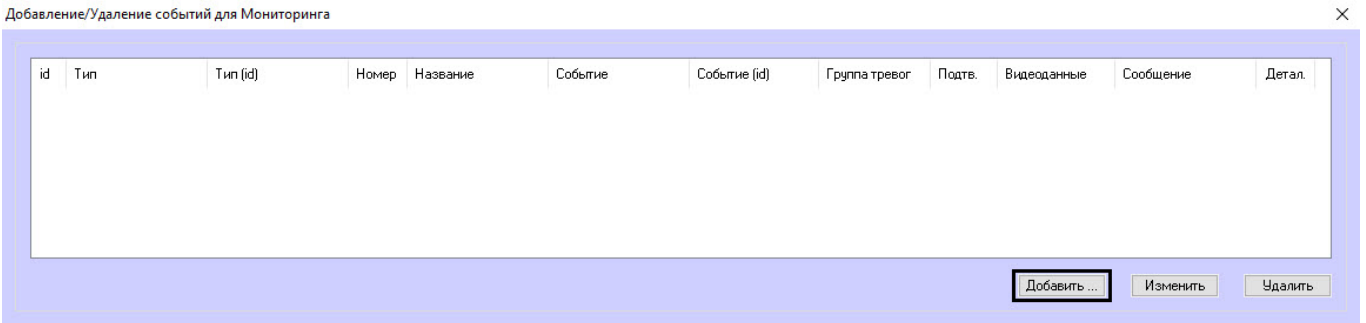 Добавление/Удаление событий для Мониторинга
id Тип Тип (id) Номер Название Событие Событие (id) Группа тревог Подтв. Видеоданные Сообщение Детал.
Добавить ... Изменить Удалить